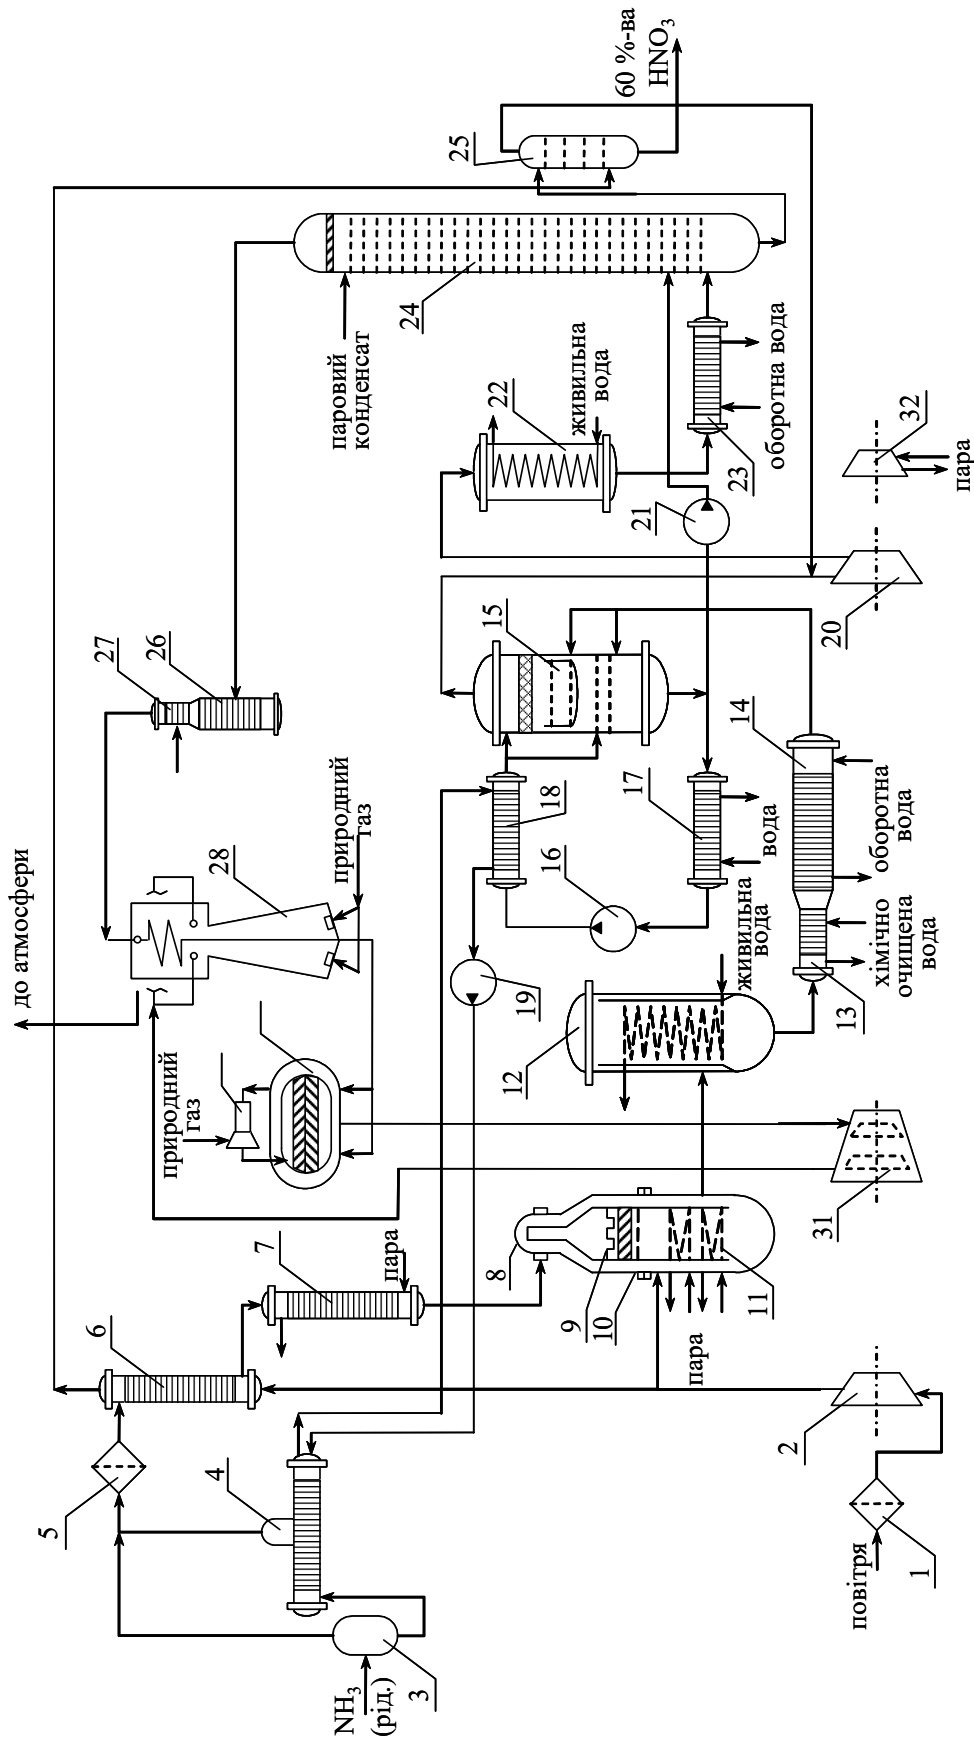 до атмосфери
природний
газ
28
27
26
природний
газ
паровий
конденсат
24
25
60 %-ва
HNO₃
7
6
5
4
NH₃
(рід.)
3
пара
8
9
10
11
пара
12
живильна
вода
19
16
18
15
17
вода
13
14
хімічно
очищена
вода
оборотна
вода
22
живильна
вода
21
23
оборотна вода
повітря
1
2
31
20
32
пара